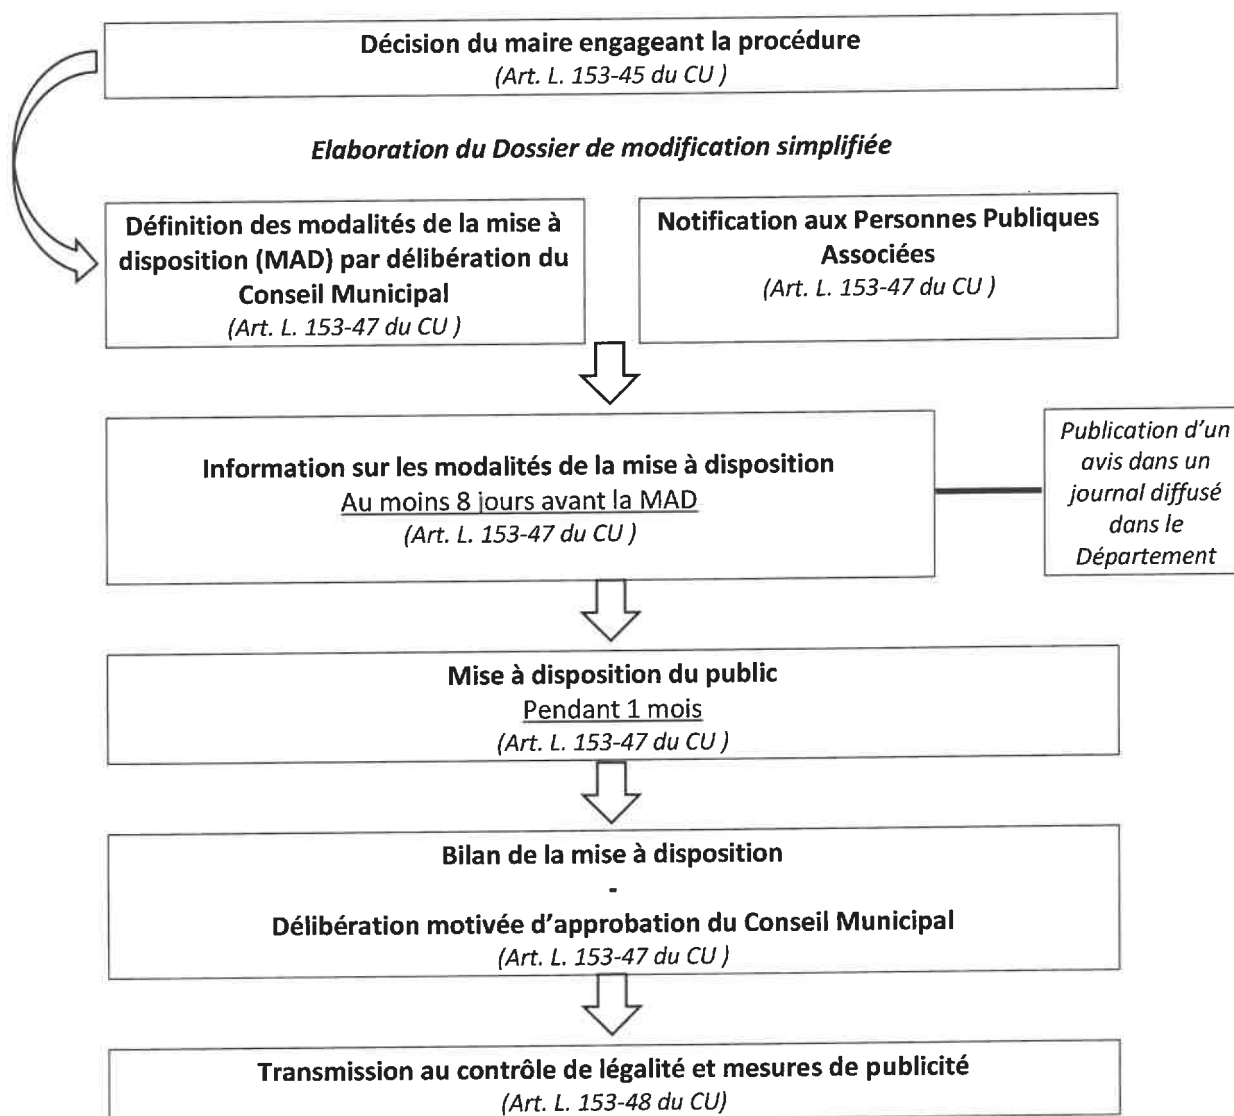 Décision du maire engageant la procédure
(Art. L. 153-45 du CU )
Elaboration du Dossier de modification simplifiée
Définition des modalités de la mise à
disposition (MAD) par délibération du
Conseil Municipal
(Art. L. 153-47 du CU )
Notification aux Personnes Publiques
Associées
(Art. L. 153-47 du CU )
Information sur les modalités de la mise à disposition
Au moins 8 jours avant la MAD
(Art. L. 153-47 du CU )
Publication d'un
avis dans un
journal diffusé
dans le
Département
Mise à disposition du public
Pendant 1 mois
(Art. L. 153-47 du CU )
Bilan de la mise à disposition
-
Délibération motivée d'approbation du Conseil Municipal
(Art. L. 153-47 du CU )
Transmission au contrôle de légalité et mesures de publicité
(Art. L. 153-48 du CU)